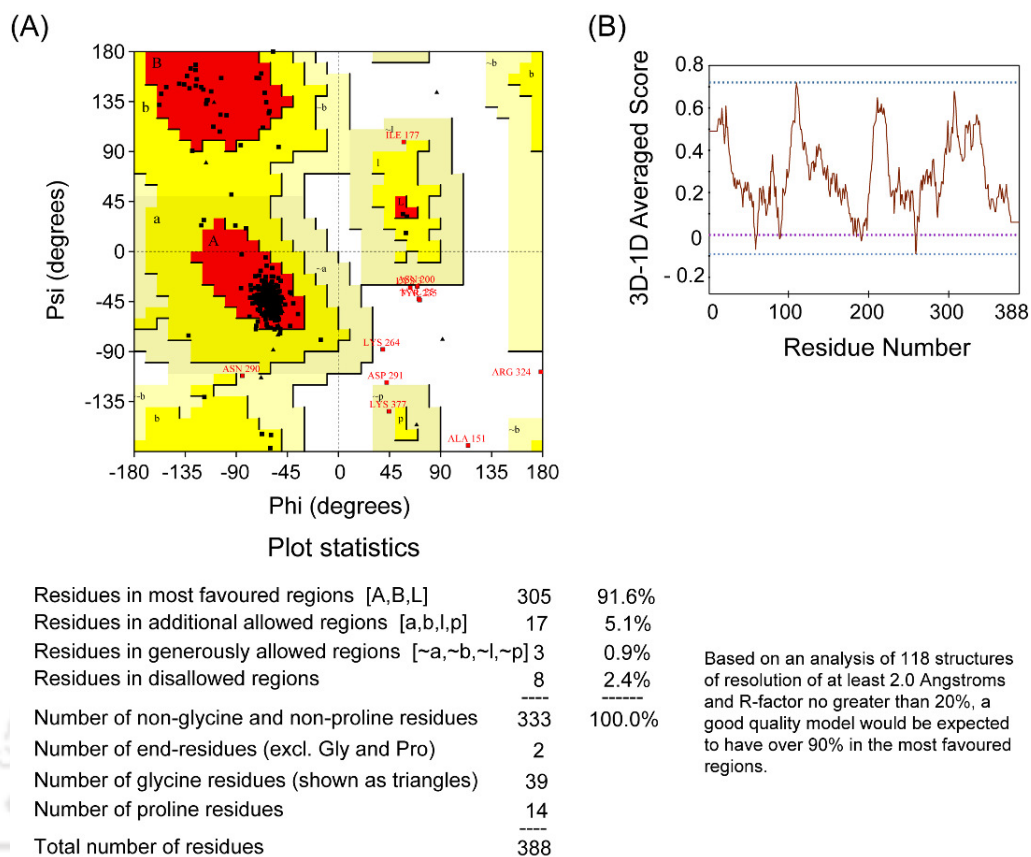 (A)
(B)
180
135
90
45
0
-45
-90
-135
Psi (degrees)
B
b
~b
a
A
~a
~l
l
L
~p
p
~b
b
b
~b
b
~b
ILE 177
ASN 200
LYS 264
ASN 290
ASP 291
LYS 377
ARG 324
ALA 151
-180
-135
-90
-45
0
45
90
135
180
Phi (degrees)
0.8
0.6
0.4
0.2
0
- 0.2
3D-1D Averaged Score
0
100
200
300
388
Residue Number
Plot statistics
Residues in most favoured regions [A,B,L] 305 91.6%
Residues in additional allowed regions [a,b,l,p] 17 5.1%
Residues in generously allowed regions [~a,~b,~l,~p] 3 0.9%
Residues in disallowed regions 8 2.4%
---- ------
Number of non-glycine and non-proline residues 333 100.0%
Number of end-residues (excl. Gly and Pro) 2
Number of glycine residues (shown as triangles) 39
Number of proline residues 14
----
Total number of residues 388
Based on an analysis of 118 structures
of resolution of at least 2.0 Angstroms
and R-factor no greater than 20%, a
good quality model would be expected
to have over 90% in the most favoured
regions.